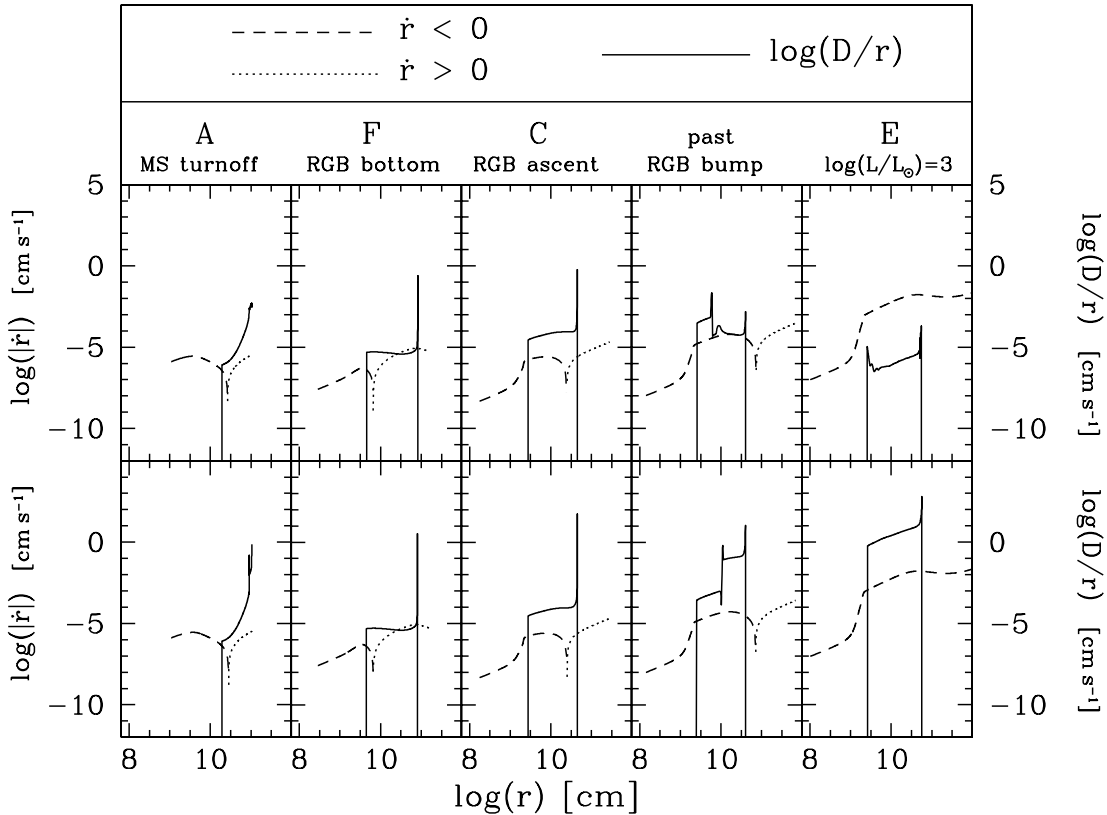 ṙ < 0
ṙ > 0
log(D/r)
A F C past E
MS turnoff RGB bottom RGB ascent RGB bump log(L/L⊙)=3
5 5
0 0
−5 −5
−10 −10
log(|ṙ|) [cm s⁻¹]
log(D/r) [cm s⁻¹]
0 0
−5 −5
−10 −10
log(|ṙ|) [cm s⁻¹]
log(D/r) [cm s⁻¹]
8 10 8 10 8 10 8 10 8 10
log(r) [cm]